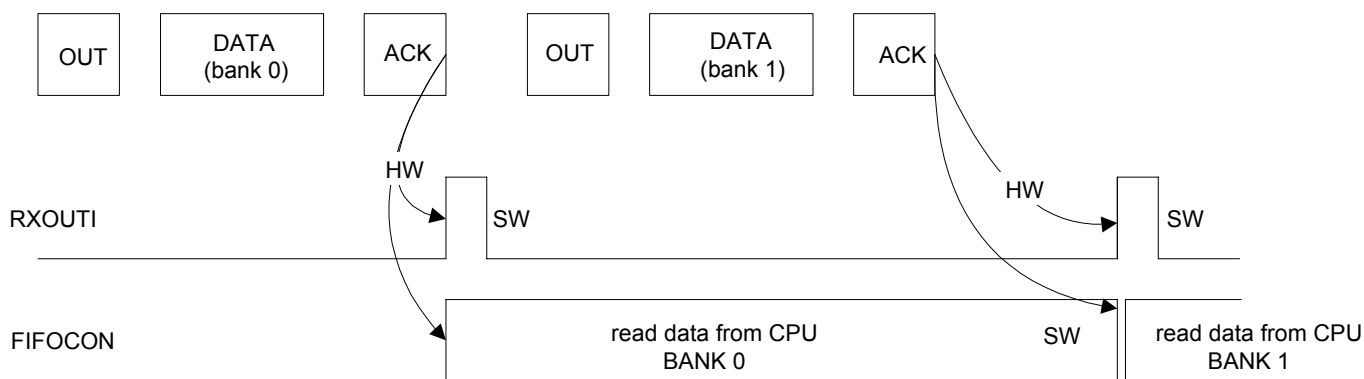 OUT
DATA
(bank 0)
ACK
OUT
DATA
(bank 1)
ACK
HW
HW
RXOUTI
SW
SW
FIFOCON
read data from CPU
BANK 0
SW
read data from CPU
BANK 1